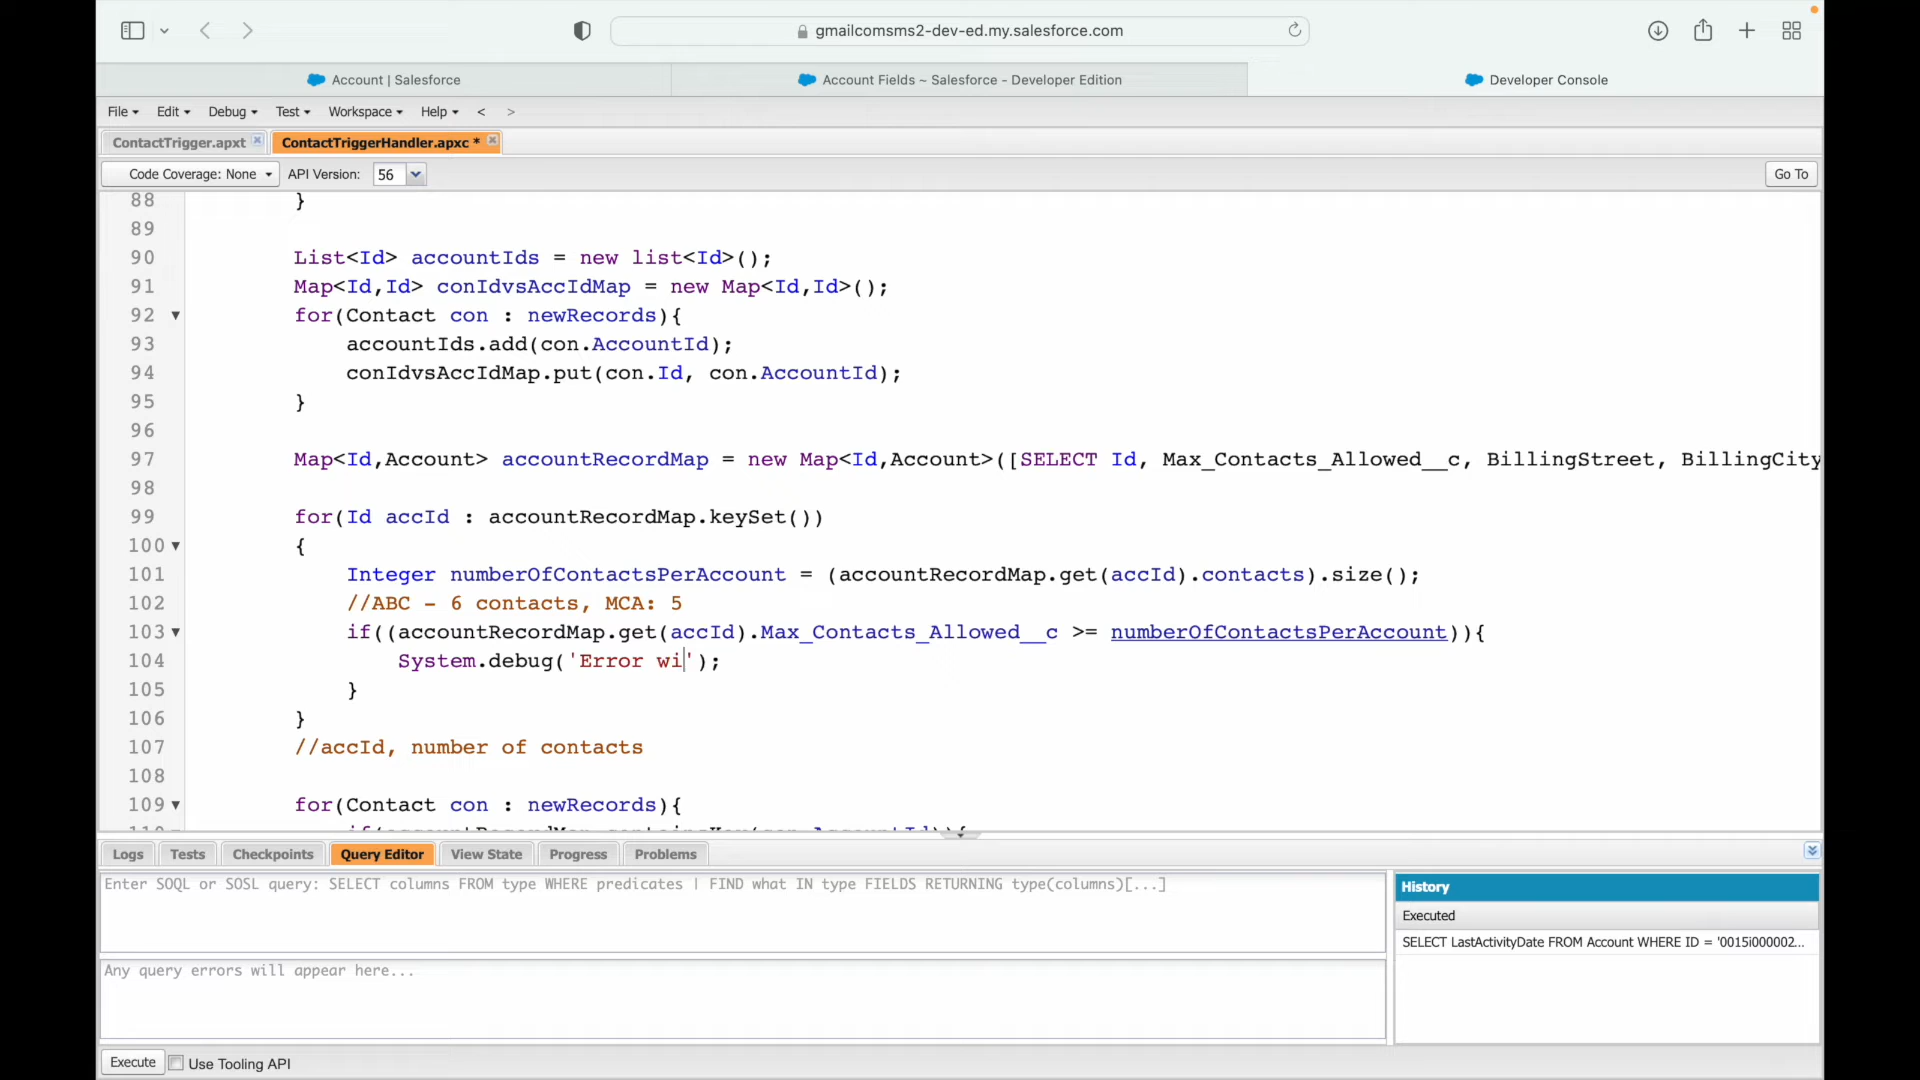 gmailcomsms2-dev-ed.my.salesforce.com
Account | Salesforce
Account Fields ~ Salesforce - Developer Edition
Developer Console
File Edit Debug Test Workspace Help < >
ContactTrigger.apxt
ContactTriggerHandler.apxc *
Code Coverage: None API Version: 56 Go To
88 }
89
90 List<Id> accountIds = new list<Id>();
91 Map<Id,Id> conIdvsAccIdMap = new Map<Id,Id>();
92 for(Contact con : newRecords){
93 accountIds.add(con.AccountId);
94 conIdvsAccIdMap.put(con.Id, con.AccountId);
95 }
96
97 Map<Id,Account> accountRecordMap = new Map<Id,Account>([SELECT Id, Max_Contacts_Allowed__c, BillingStreet, BillingCity
98
99 for(Id accId : accountRecordMap.keySet())
100 {
101 Integer numberOfContactsPerAccount = (accountRecordMap.get(accId).contacts).size();
102 //ABC - 6 contacts, MCA: 5
103 if((accountRecordMap.get(accId).Max_Contacts_Allowed__c >= numberOfContactsPerAccount)){
104 System.debug('Error wi');
105 }
106 }
107 //accId, number of contacts
108
109 for(Contact con : newRecords){
Logs Tests Checkpoints Query Editor View State Progress Problems
Enter SOQL or SOSL query: SELECT columns FROM type WHERE predicates | FIND what IN type FIELDS RETURNING type(columns)[...]
History
Executed
SELECT LastActivityDate FROM Account WHERE ID = '0015i000002...
Any query errors will appear here...
Execute Use Tooling API